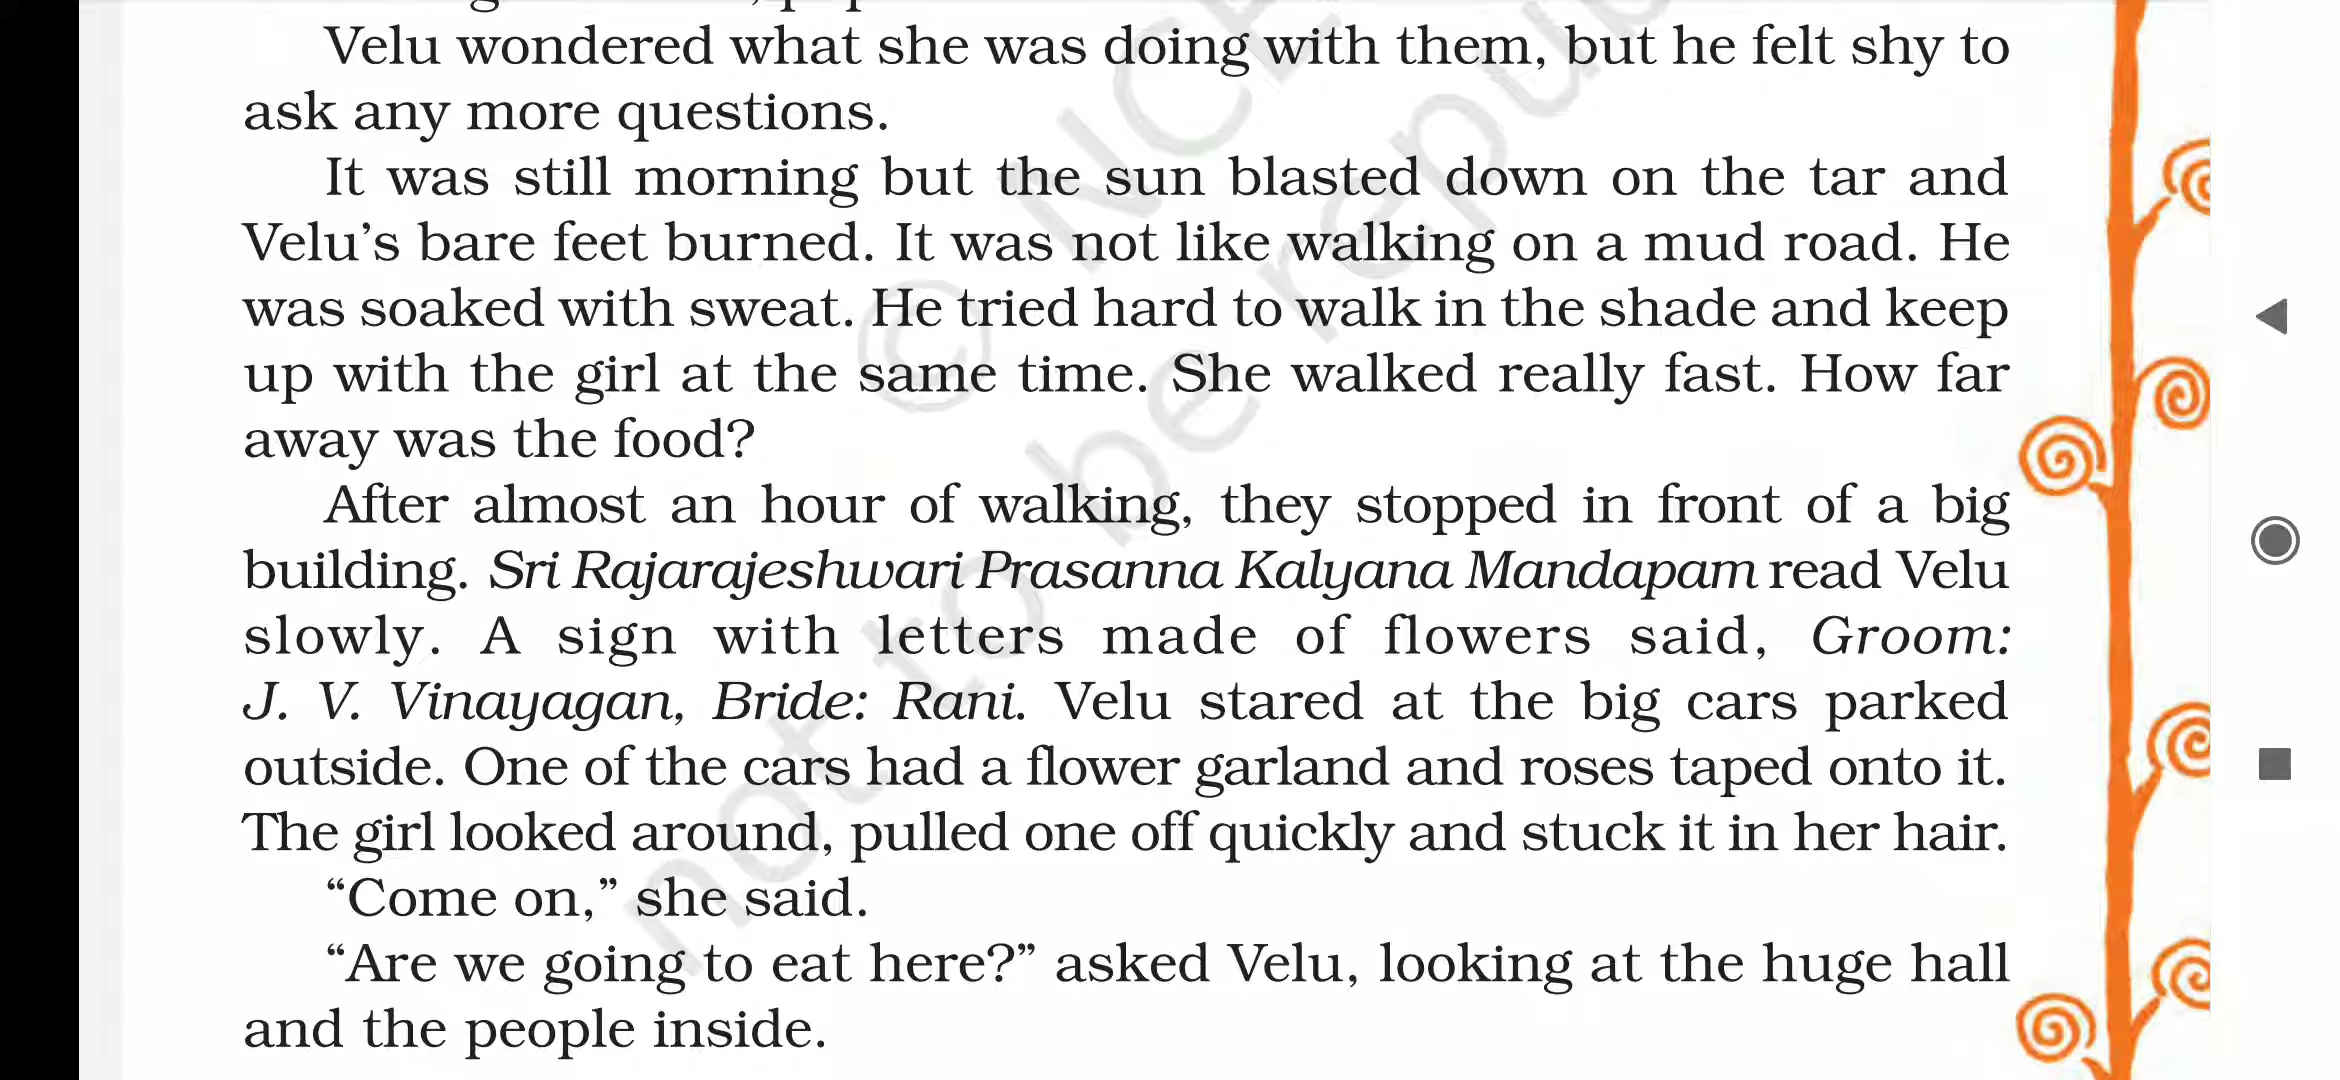 Velu wondered what she was doing with them, but he felt shy to
ask any more questions.
It was still morning but the sun blasted down on the tar and
Velu’s bare feet burned. It was not like walking on a mud road. He
was soaked with sweat. He tried hard to walk in the shade and keep
up with the girl at the same time. She walked really fast. How far
away was the food?
After almost an hour of walking, they stopped in front of a big
building. Sri Rajarajeshwari Prasanna Kalyana Mandapam read Velu
slowly. A sign with letters made of flowers said, Groom:
J. V. Vinayagan, Bride: Rani. Velu stared at the big cars parked
outside. One of the cars had a flower garland and roses taped onto it.
The girl looked around, pulled one off quickly and stuck it in her hair.
“Come on,” she said.
“Are we going to eat here?” asked Velu, looking at the huge hall
and the people inside.
© NCE
not to be repu